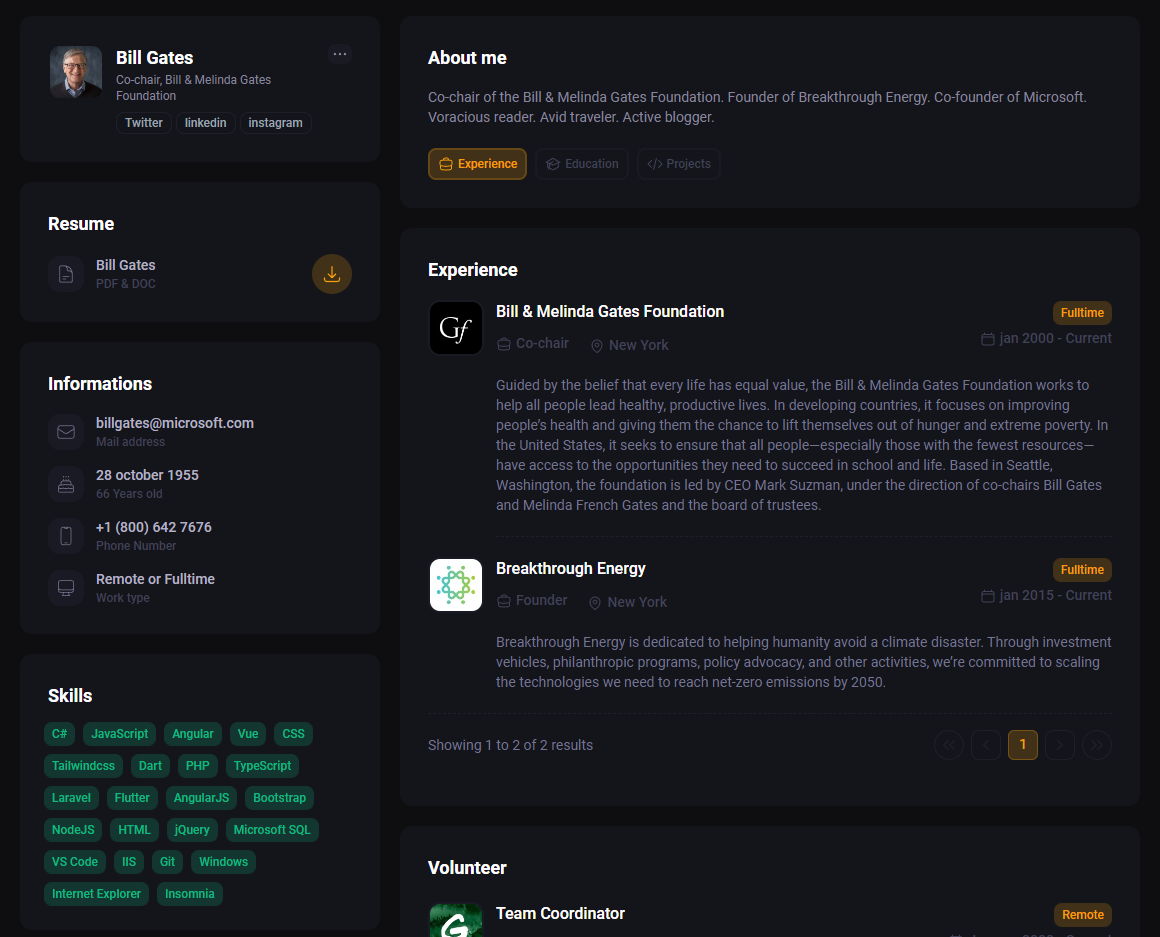 Bill Gates
Co-chair, Bill & Melinda Gates
Foundation
Twitter linkedin instagram
Resume
Bill Gates
PDF & DOC
Informations
billgates@microsoft.com
Mail address
28 october 1955
66 Years old
+1 (800) 642 7676
Phone Number
Remote or Fulltime
Work type
Skills
C# JavaScript Angular Vue CSS
Tailwindcss Dart PHP TypeScript
Laravel Flutter AngularJS Bootstrap
NodeJS HTML jQuery Microsoft SQL
VS Code IIS Git Windows
Internet Explorer Insomnia
About me
Co-chair of the Bill & Melinda Gates Foundation. Founder of Breakthrough Energy. Co-founder of Microsoft.
Voracious reader. Avid traveler. Active blogger.
Experience Education Projects
Experience
Gf
Bill & Melinda Gates Foundation
Fulltime
Co-chair New York
jan 2000 - Current
Guided by the belief that every life has equal value, the Bill & Melinda Gates Foundation works to
help all people lead healthy, productive lives. In developing countries, it focuses on improving
people’s health and giving them the chance to lift themselves out of hunger and extreme poverty. In
the United States, it seeks to ensure that all people—especially those with the fewest resources—
have access to the opportunities they need to succeed in school and life. Based in Seattle,
Washington, the foundation is led by CEO Mark Suzman, under the direction of co-chairs Bill Gates
and Melinda French Gates and the board of trustees.
Breakthrough Energy
Fulltime
Founder New York
jan 2015 - Current
Breakthrough Energy is dedicated to helping humanity avoid a climate disaster. Through investment
vehicles, philanthropic programs, policy advocacy, and other activities, we’re committed to scaling
the technologies we need to reach net-zero emissions by 2050.
Showing 1 to 2 of 2 results
1
Volunteer
G
Team Coordinator
Remote